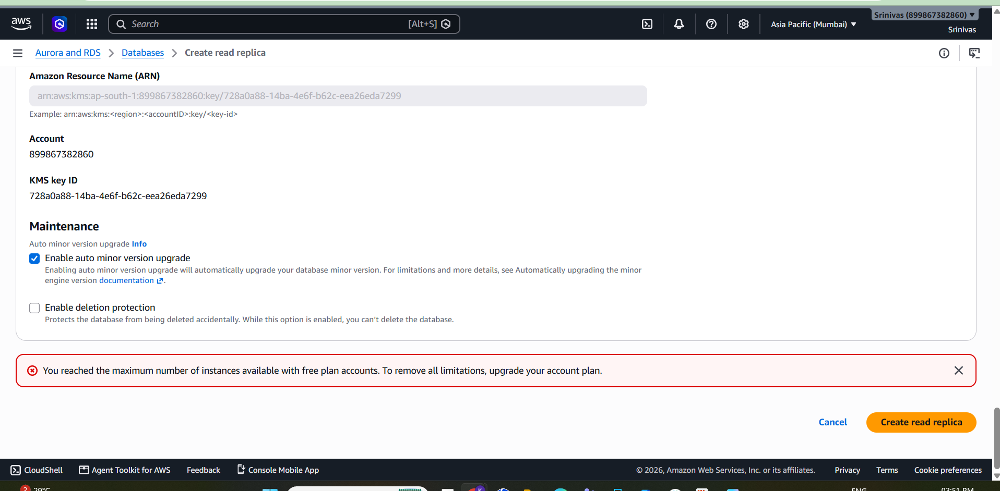 aws
Search
[Alt+S]
Asia Pacific (Mumbai)
Srinivas (899867382860)
Srinivas
Aurora and RDS
Databases
Create read replica
Amazon Resource Name (ARN)
arn:aws:kms:ap-south-1:899867382860:key/728a0a88-14ba-4e6f-b62c-eea26eda7299
Example: arn:aws:kms:<region>:<accountID>:key/<key-id>
Account
899867382860
KMS key ID
728a0a88-14ba-4e6f-b62c-eea26eda7299
Maintenance
Auto minor version upgrade Info
Enable auto minor version upgrade
Enabling auto minor version upgrade will automatically upgrade your database minor version. For limitations and more details, see Automatically upgrading the minor
engine version documentation.
Enable deletion protection
Protects the database from being deleted accidentally. While this option is enabled, you can’t delete the database.
You reached the maximum number of instances available with free plan accounts. To remove all limitations, upgrade your account plan.
Cancel
Create read replica
CloudShell
Agent Toolkit for AWS
Feedback
Console Mobile App
© 2026, Amazon Web Services, Inc. or its affiliates.
Privacy
Terms
Cookie preferences
2
29°C
ENG
03:51 PM